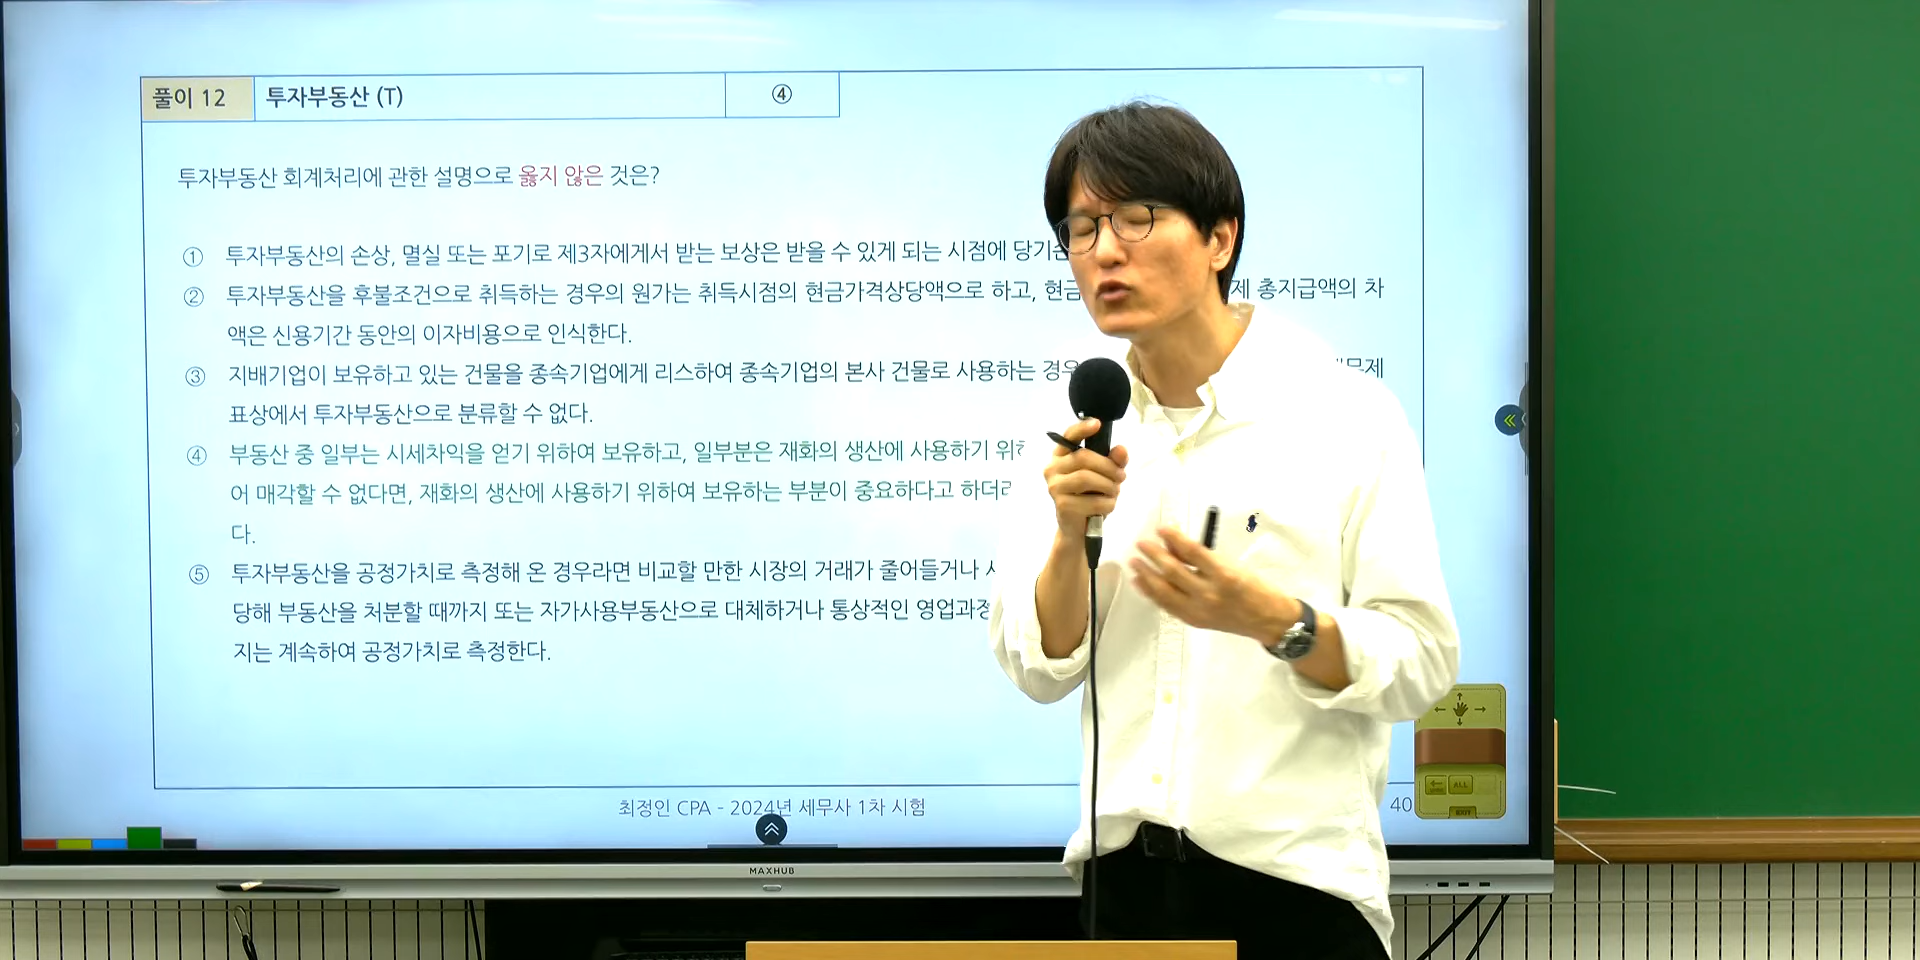 풀이 12 투자부동산 (T) ④
투자부동산 회계처리에 관한 설명으로 옳지 않은 것은?
① 투자부동산의 손상, 멸실 또는 포기로 제3자에게서 받는 보상은 받을 수 있게 되는 시점에
② 투자부동산을 후불조건으로 취득하는 경우의 원가는 취득시점의 현금가격상당액으로 하고, 총지급액의 차
액은 신용기간 동안의 이자비용으로 인식한다.
③ 지배기업이 보유하고 있는 건물을 종속기업에게 리스하여 종속기업의 본사 건물로 사용하는
표상에서 투자부동산으로 분류할 수 없다.
④ 부동산 중 일부는 시세차익을 얻기 위하여 보유하고, 일부분은 재화의 생산에 사용하기
어 매각할 수 없다면, 재화의 생산에 사용하기 위하여 보유하는 부분이 중요하다고
다.
⑤ 투자부동산을 공정가치로 측정해 온 경우라면 비교할 만한 시장의 거래가 줄어들거나
당해 부동산을 처분할 때까지 또는 자가사용부동산으로 대체하거나 통상적인
지는 계속하여 공정가치로 측정한다.
최정인 CPA - 2024년 세무사 1차 시험
40
ALL
EXIT
MAXHUB